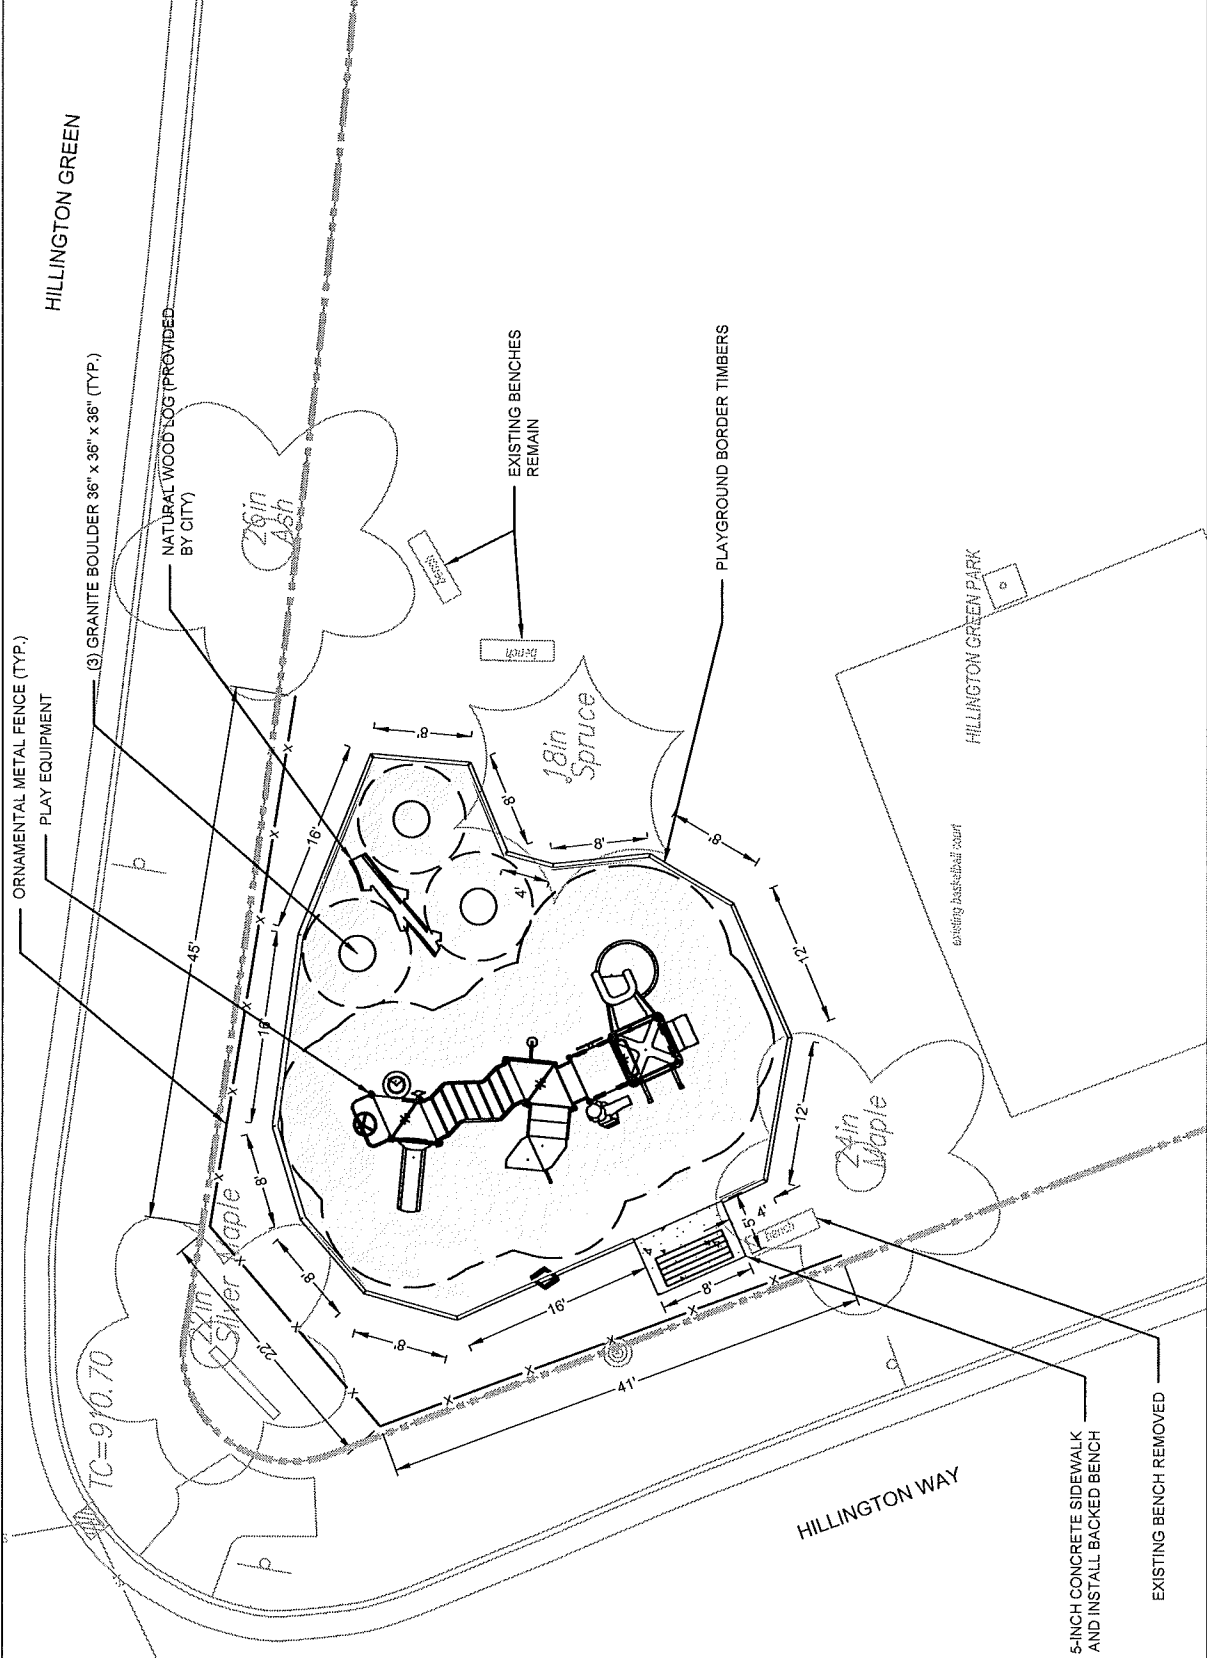 HILLINGTON GREEN
ORNAMENTAL METAL FENCE (TYP.)
PLAY EQUIPMENT
(3) GRANITE BOULDER 36" x 36" x 36" (TYP.)
NATURAL WOOD LOG (PROVIDED
BY CITY)
26in
Ash
EXISTING BENCHES
REMAIN
bench
bench
PLAYGROUND BORDER TIMBERS
18in
Spruce
HILLINGTON GREEN PARK
existing basketball court
45'
16'
16'
8'
8'
8'
4'
8'
8'
12'
12'
4'
5'
4'
8'
16'
8'
8'
22'
41'
Silver Maple
TC=910.70
24in
Maple
bench
HILLINGTON WAY
5-INCH CONCRETE SIDEWALK
AND INSTALL BACKED BENCH
EXISTING BENCH REMOVED